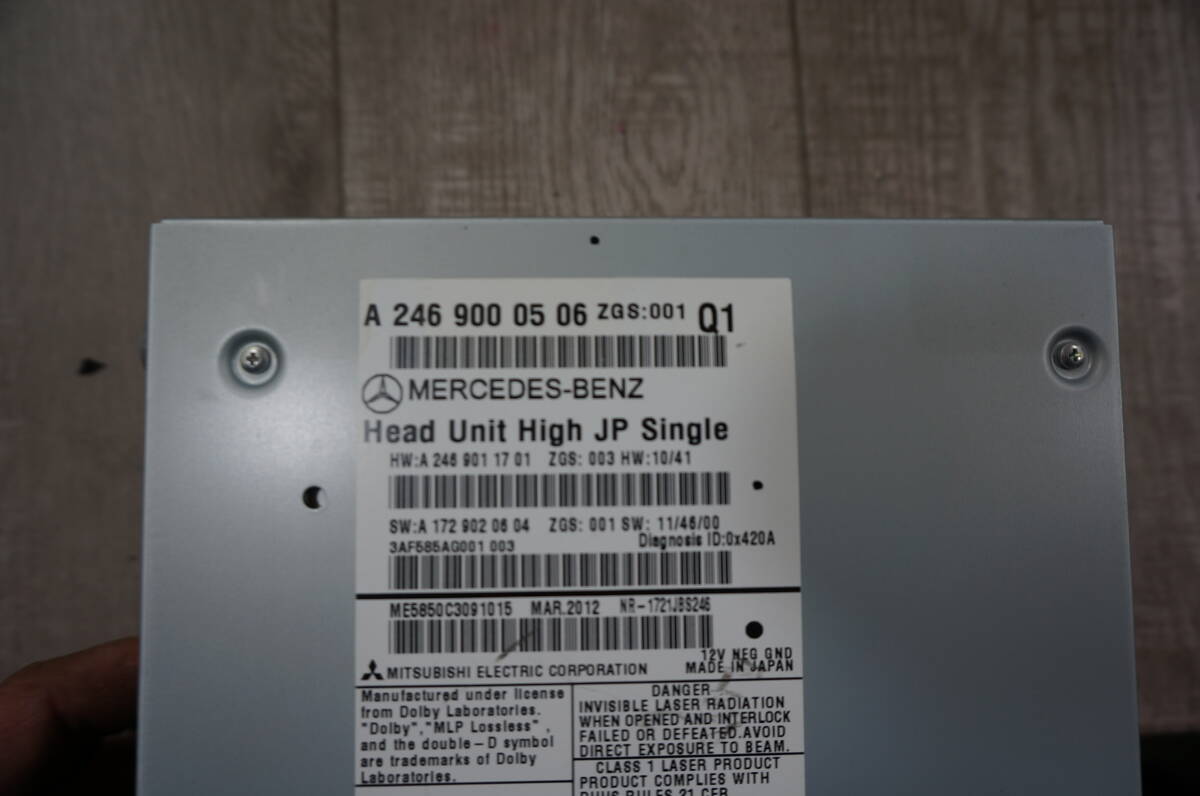 A 246 900 05 06 ZGS:001 Q1
MERCEDES-BENZ
Head Unit High JP Single
HW:A 246 901 17 01 ZGS: 003 HW:10/41
SW:A 172 902 06 04 ZGS: 001 SW: 11/46/00
3AF585AG001 003 Diagnosis ID:0x420A
ME5850C3091015 MAR.2012 NR-1721JBS246
12V NEG GND
MITSUBISHI ELECTRIC CORPORATION MADE IN JAPAN
Manufactured under license
from Dolby Laboratories.
"Dolby","MLP Lossless",
and the double-D symbol
are trademarks of Dolby
Laboratories.
DANGER
INVISIBLE LASER RADIATION
WHEN OPENED AND INTERLOCK
FAILED OR DEFEATED.AVOID
DIRECT EXPOSURE TO BEAM.
CLASS 1 LASER PRODUCT
PRODUCT COMPLIES WITH
DHHS RULES 21 CFR